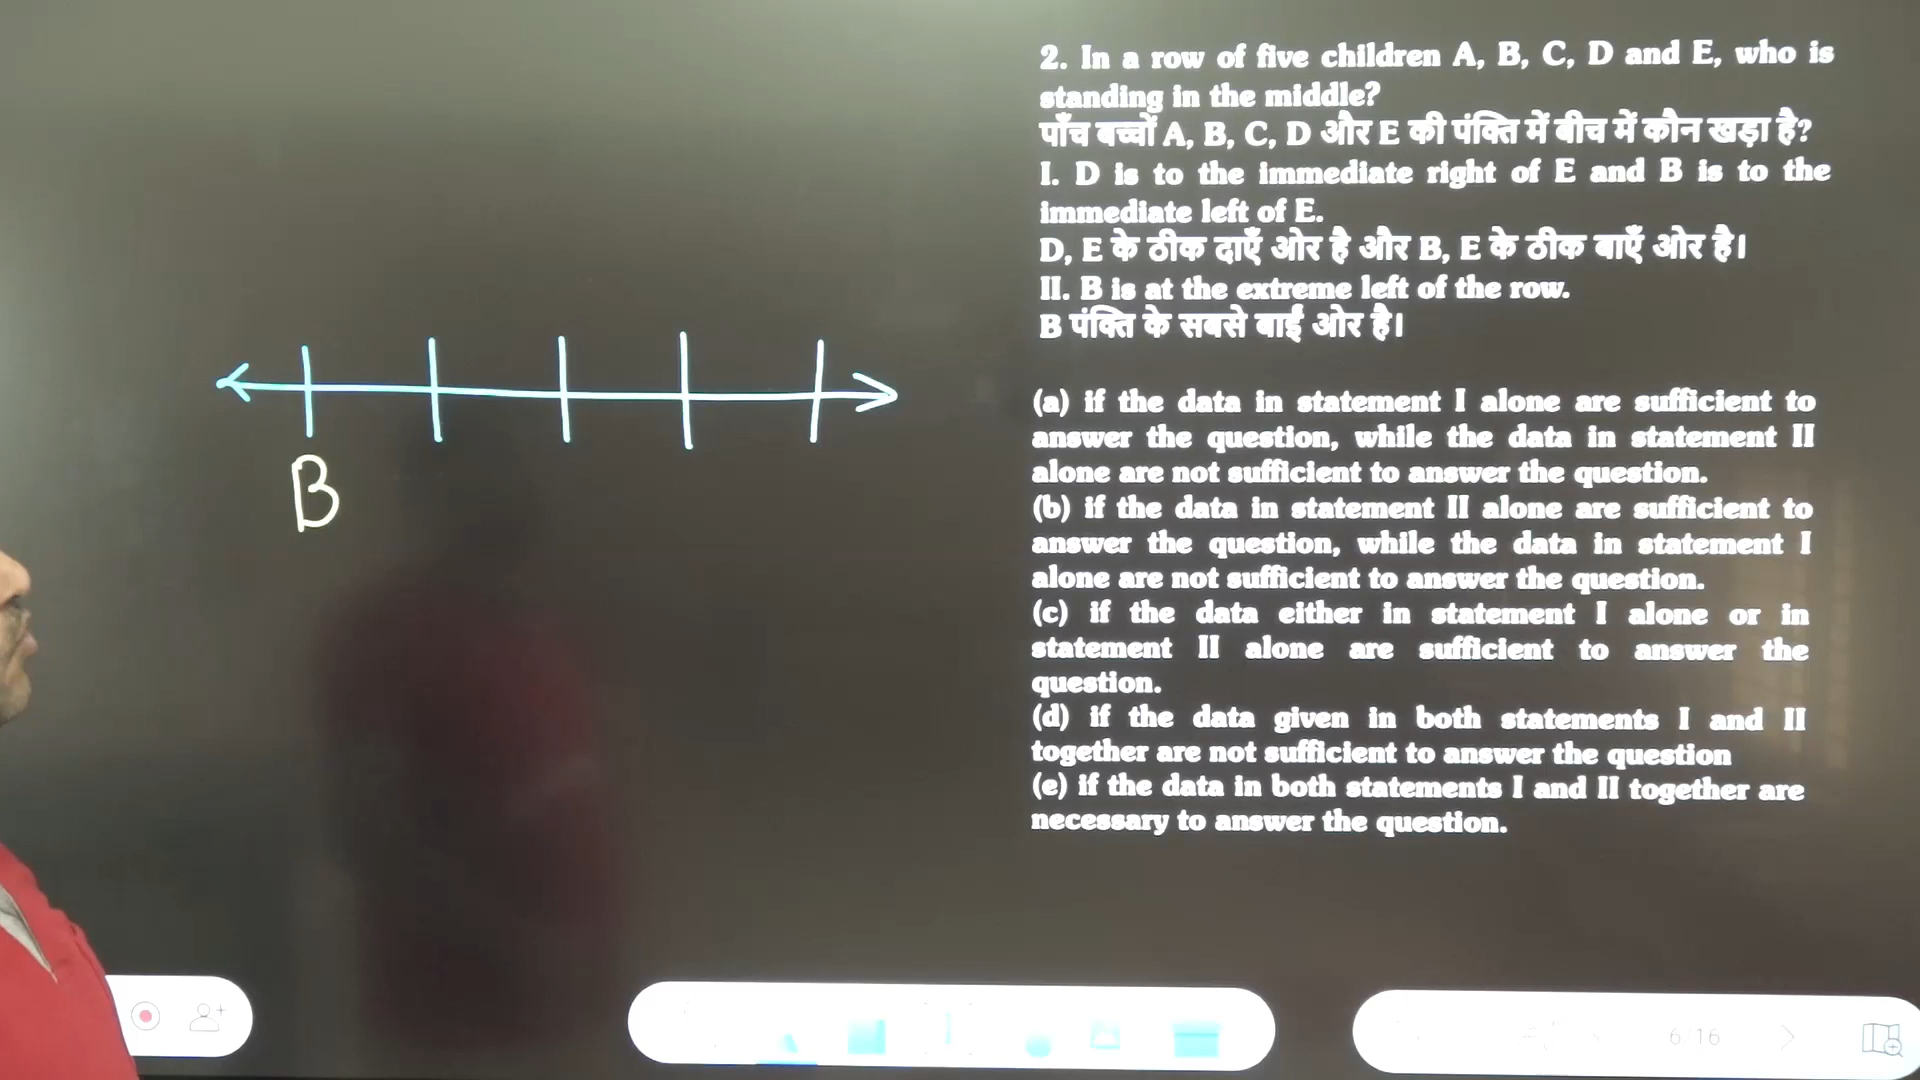 2. In a row of five children A, B, C, D and E, who is
standing in the middle?
पाँच बच्चों A, B, C, D और E की पंक्ति में बीच में कौन खड़ा है?
I. D is to the immediate right of E and B is to the
immediate left of E.
D, E के ठीक दाएँ ओर है और B, E के ठीक बाएँ ओर है।
II. B is at the extreme left of the row.
B पंक्ति के सबसे बाईं ओर है।
(a) if the data in statement I alone are sufficient to
answer the question, while the data in statement II
alone are not sufficient to answer the question.
(b) if the data in statement II alone are sufficient to
answer the question, while the data in statement I
alone are not sufficient to answer the question.
(c) if the data either in statement I alone or in
statement II alone are sufficient to answer the
question.
(d) if the data given in both statements I and II
together are not sufficient to answer the question
(e) if the data in both statements I and II together are
necessary to answer the question.
B
6/16